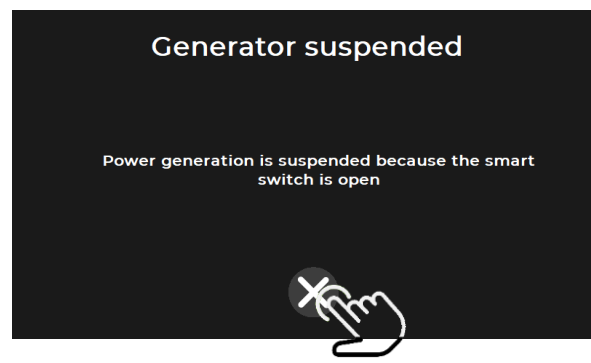 Generator suspended
Power generation is suspended because the smart
switch is open